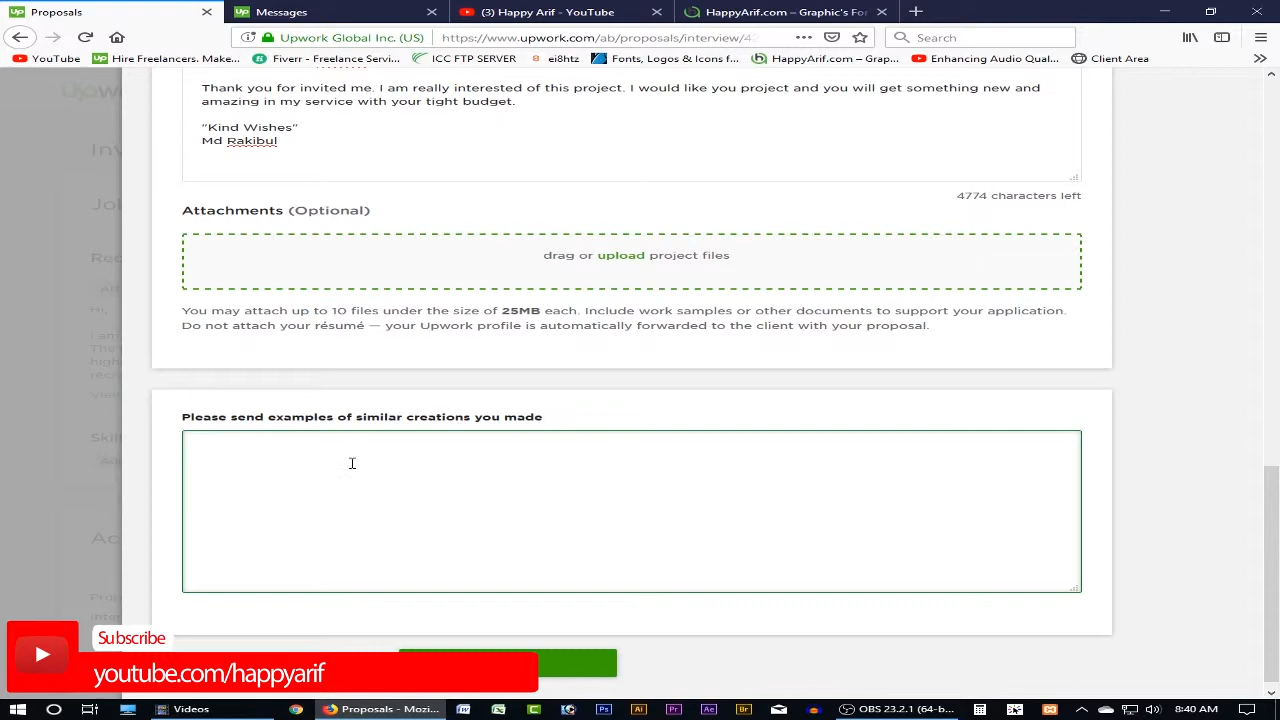 Proposals
Messages
(3) Happy Arif - YouTube
HappyArif.com – Graphic's For
Upwork Global Inc. (US)
https://www.upwork.com/ab/proposals/interview/42
Search
YouTube
Hire Freelancers. Make...
Fiverr - Freelance Servi...
ICC FTP SERVER
ei8htz
Fonts, Logos & Icons f...
HappyArif.com – Grap...
Enhancing Audio Qual...
Client Area
Thank you for invited me. I am really interested of this project. I would like you project and you will get something new and
amazing in my service with your tight budget.
"Kind Wishes"
Md Rakibul
4774 characters left
Attachments (Optional)
drag or upload project files
You may attach up to 10 files under the size of 25MB each. Include work samples or other documents to support your application.
Do not attach your résumé — your Upwork profile is automatically forwarded to the client with your proposal.
Please send examples of similar creations you made
Subscribe
youtube.com/happyarif
Videos
Proposals - Mozi...
OBS 23.2.1 (64-b...
8:40 AM